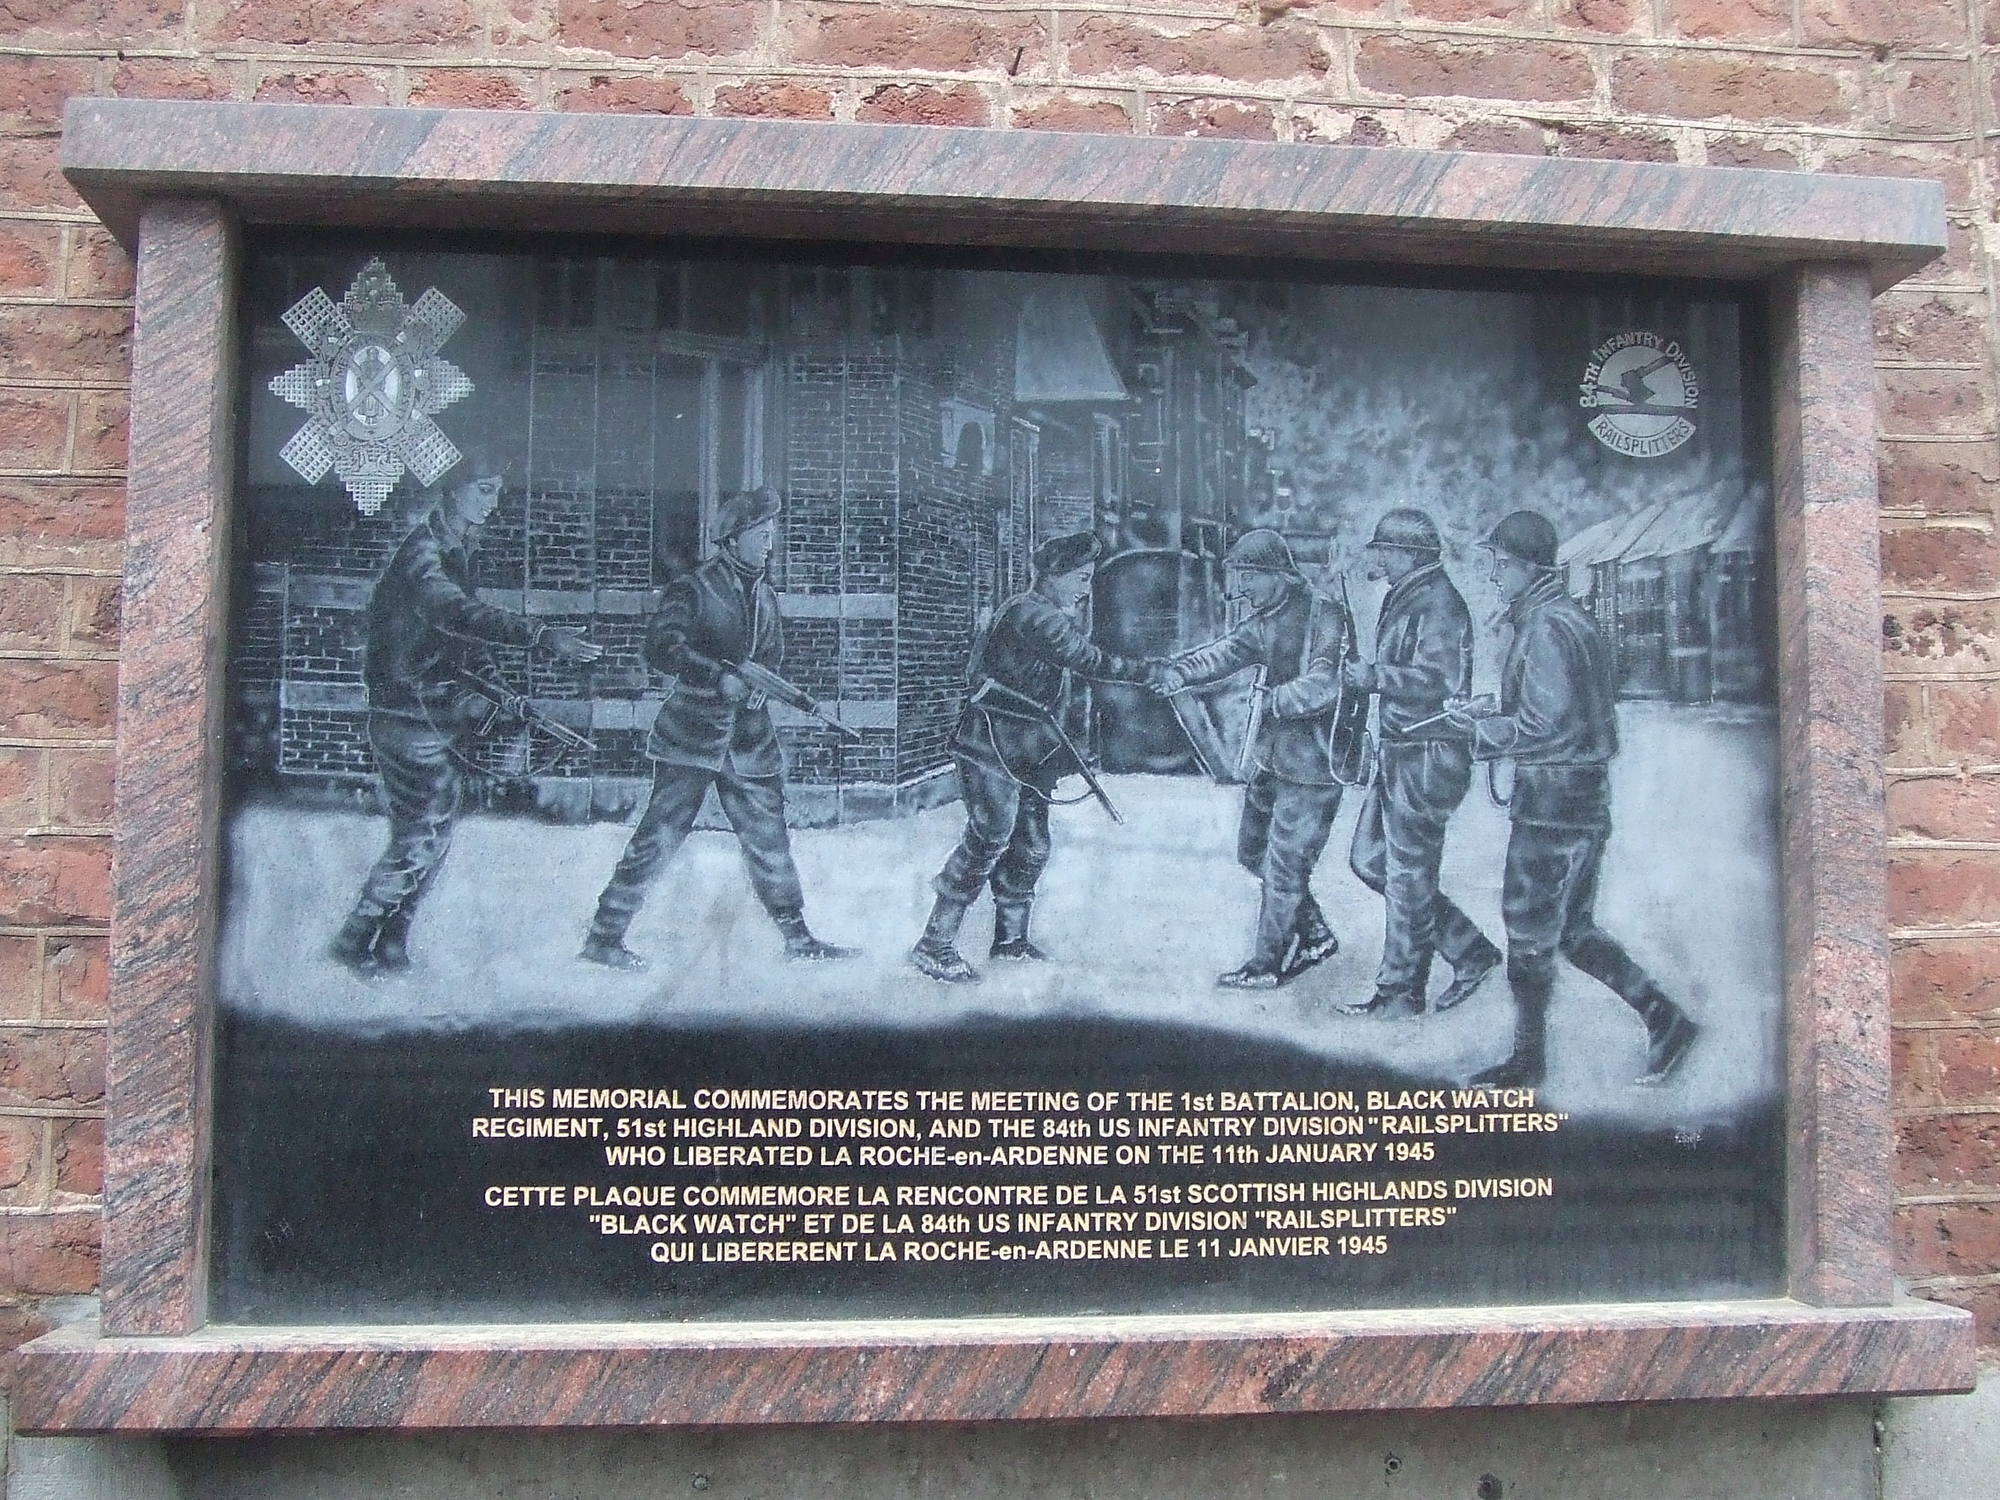 84TH INFANTRY DIVISION
RAILSPLITTERS
THIS MEMORIAL COMMEMORATES THE MEETING OF THE 1st BATTALION, BLACK WATCH
REGIMENT, 51st HIGHLAND DIVISION, AND THE 84th US INFANTRY DIVISION "RAILSPLITTERS"
WHO LIBERATED LA ROCHE-en-ARDENNE ON THE 11th JANUARY 1945
CETTE PLAQUE COMMEMORE LA RENCONTRE DE LA 51st SCOTTISH HIGHLANDS DIVISION
"BLACK WATCH" ET DE LA 84th US INFANTRY DIVISION "RAILSPLITTERS"
QUI LIBERERENT LA ROCHE-en-ARDENNE LE 11 JANVIER 1945